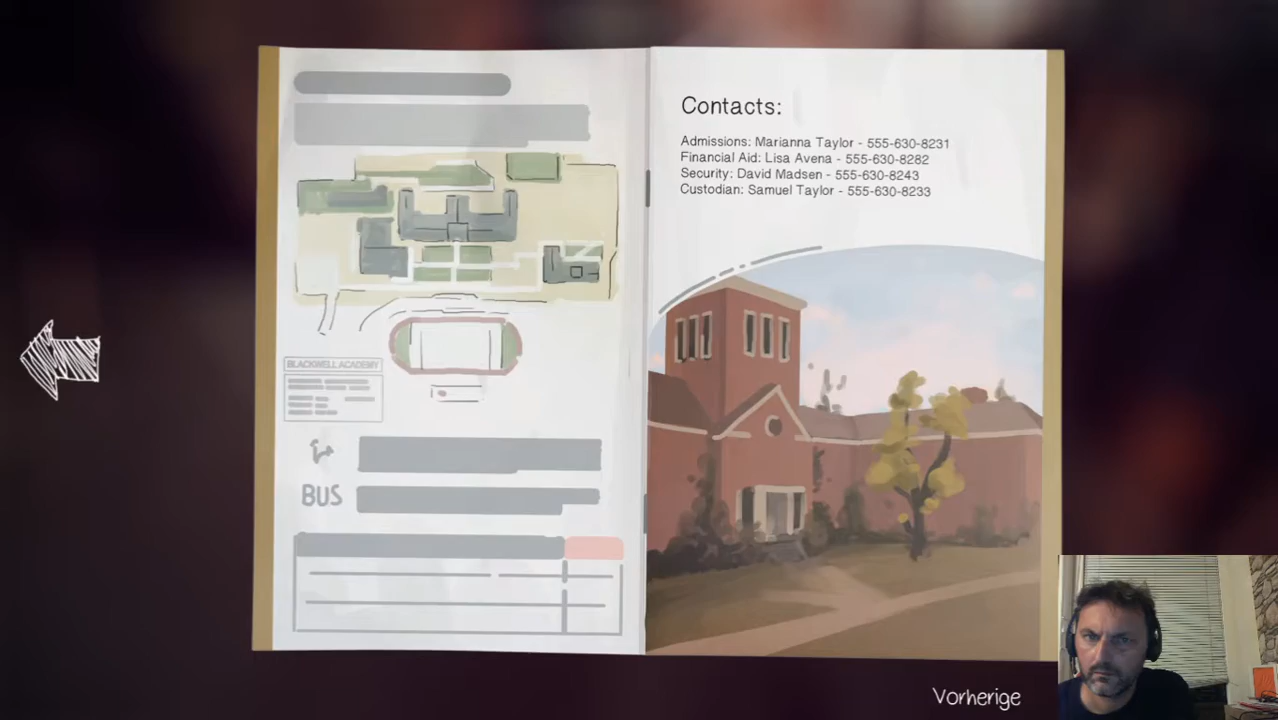 BLACKWELL ACADEMY
BUS
Contacts:
Admissions: Marianna Taylor - 555-630-8231
Financial Aid: Lisa Avena - 555-630-8282
Security: David Madsen - 555-630-8243
Custodian: Samuel Taylor - 555-630-8233
Vorherige